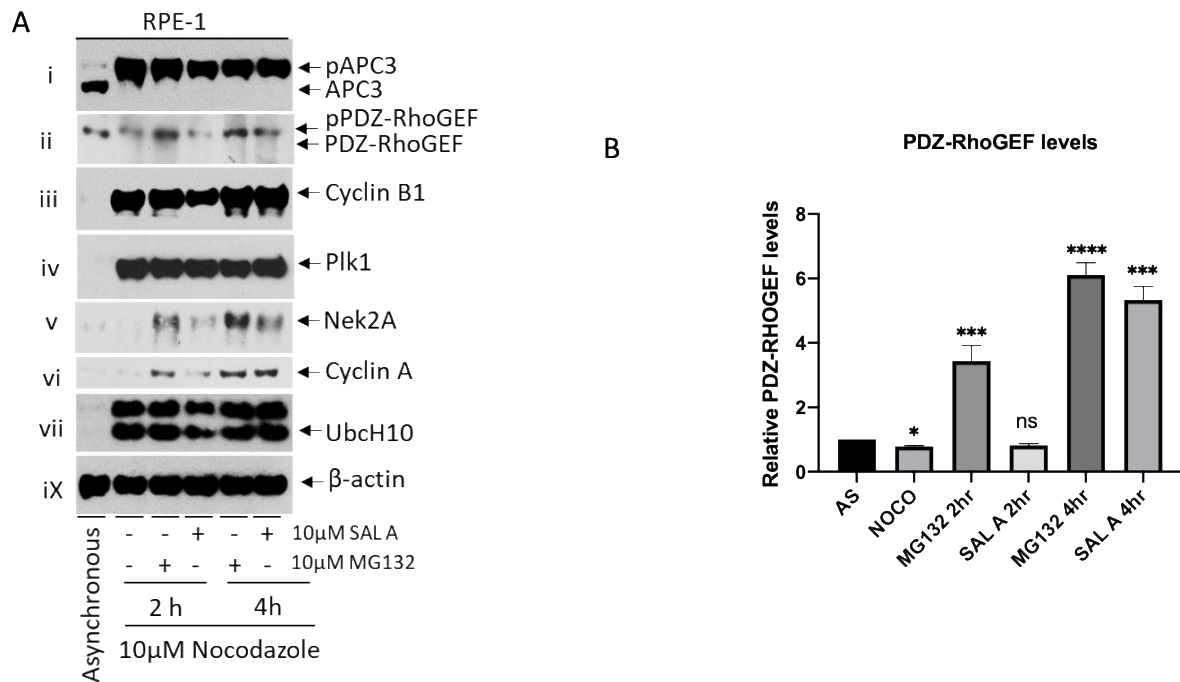 A
RPE-1
i
pAPC3
APC3
ii
pPDZ-RhoGEF
PDZ-RhoGEF
iii
Cyclin B1
iv
Plk1
v
Nek2A
vi
Cyclin A
vii
UbcH10
iX
β-actin
Asynchronous
- - + - + 10µM SAL A
- + - + - 10µM MG132
2 h 4h
10µM Nocodazole
B
PDZ-RhoGEF levels
Relative PDZ-RHOGEF levels
8
6
4
2
0
* *** ns **** ***
AS NOCO MG132 2hr SAL A 2hr MG132 4hr SAL A 4hr